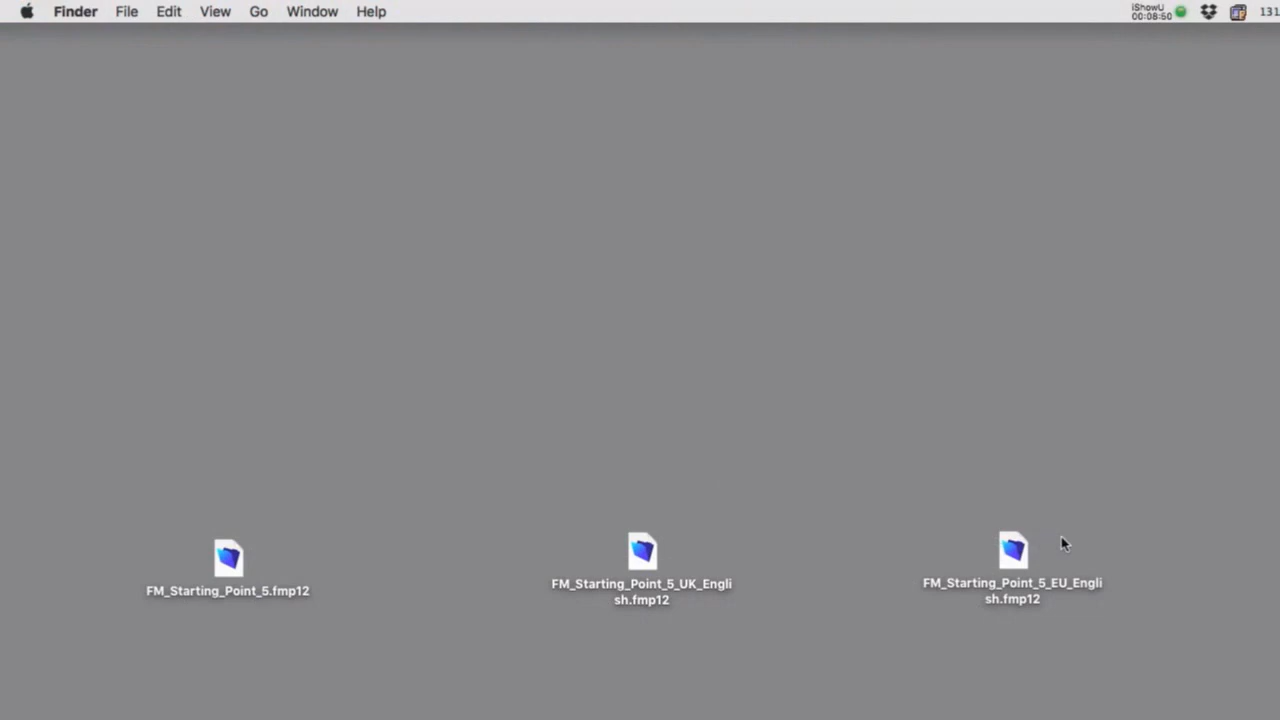 Finder File Edit View Go Window Help
iShowU
00:08:50
131
FM_Starting_Point_5.fmp12
FM_Starting_Point_5_UK_Engli
sh.fmp12
FM_Starting_Point_5_EU_Engli
sh.fmp12